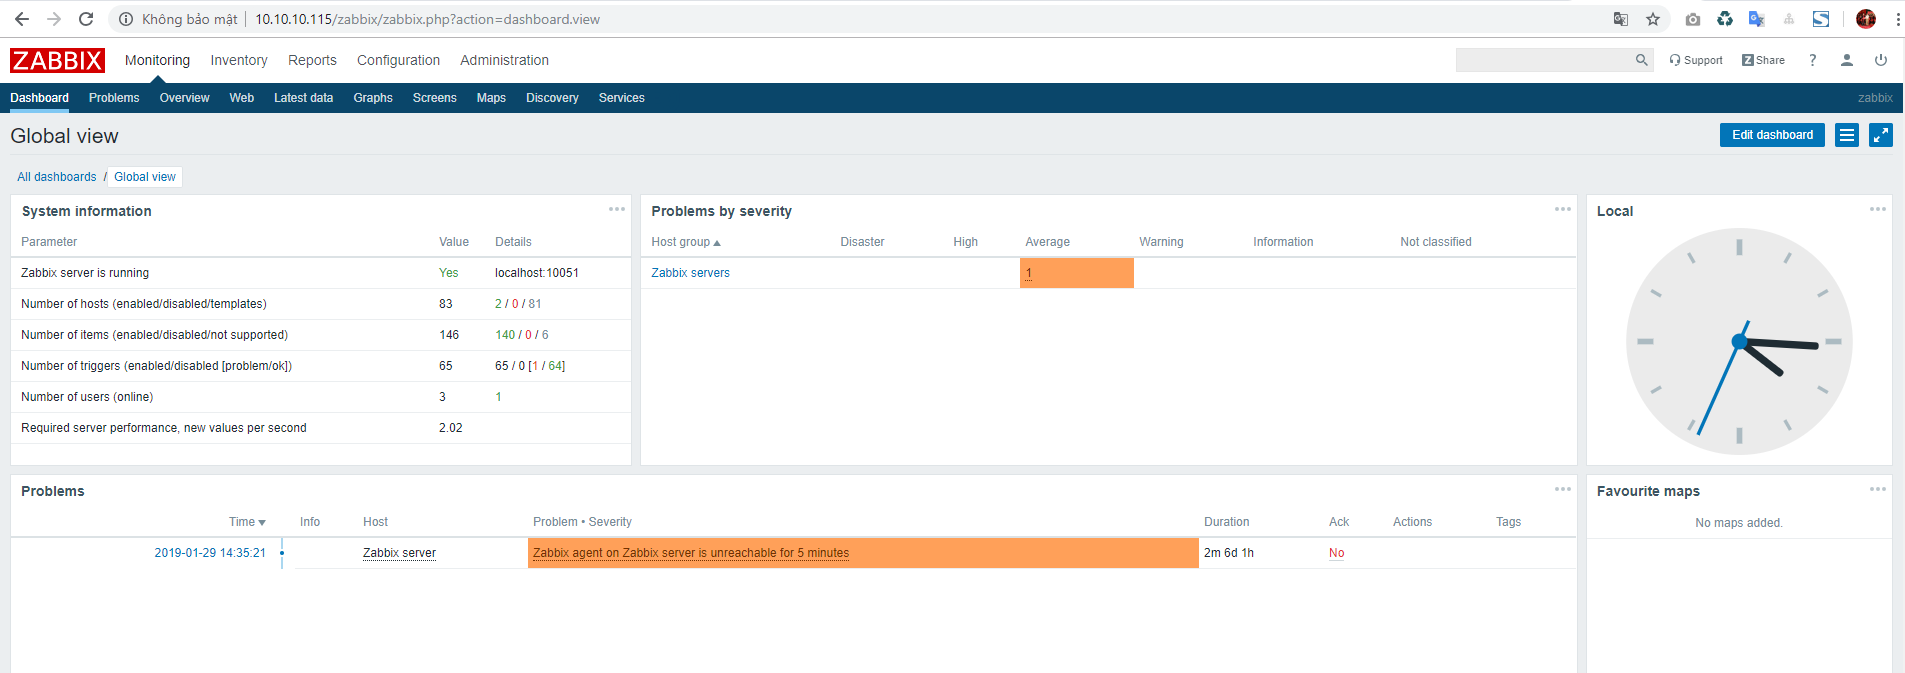 Không bảo mật | 10.10.10.115/zabbix/zabbix.php?action=dashboard.view
ZABBIX Monitoring Inventory Reports Configuration Administration Support Z Share ?
Dashboard Problems Overview Web Latest data Graphs Screens Maps Discovery Services zabbix
Global view Edit dashboard
All dashboards / Global view
System information
Parameter Value Details
Zabbix server is running Yes localhost:10051
Number of hosts (enabled/disabled/templates) 83 2 / 0 / 81
Number of items (enabled/disabled/not supported) 146 140 / 0 / 6
Number of triggers (enabled/disabled [problem/ok]) 65 65 / 0 [1 / 64]
Number of users (online) 3 1
Required server performance, new values per second 2.02
Problems by severity
Host group ▲ Disaster High Average Warning Information Not classified
Zabbix servers 1
Local
Problems
Time ▼ Info Host Problem • Severity Duration Ack Actions Tags
2019-01-29 14:35:21 Zabbix server Zabbix agent on Zabbix server is unreachable for 5 minutes 2m 6d 1h No
Favourite maps
No maps added.